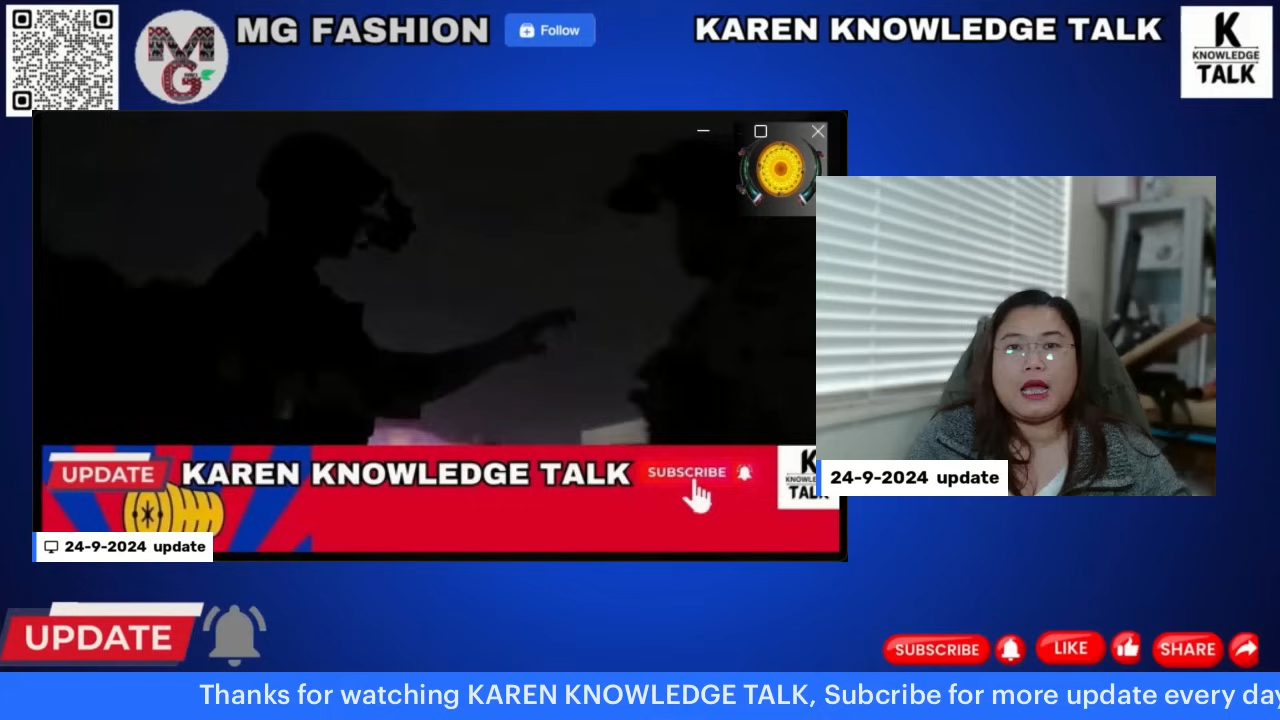 MG FASHION
Follow
KAREN KNOWLEDGE TALK
K
KNOWLEDGE
TALK
MG
UPDATE
KAREN KNOWLEDGE TALK
SUBSCRIBE
24-9-2024 update
24-9-2024 update
UPDATE
SUBSCRIBE
LIKE
SHARE
Thanks for watching KAREN KNOWLEDGE TALK, Subcribe for more update every day